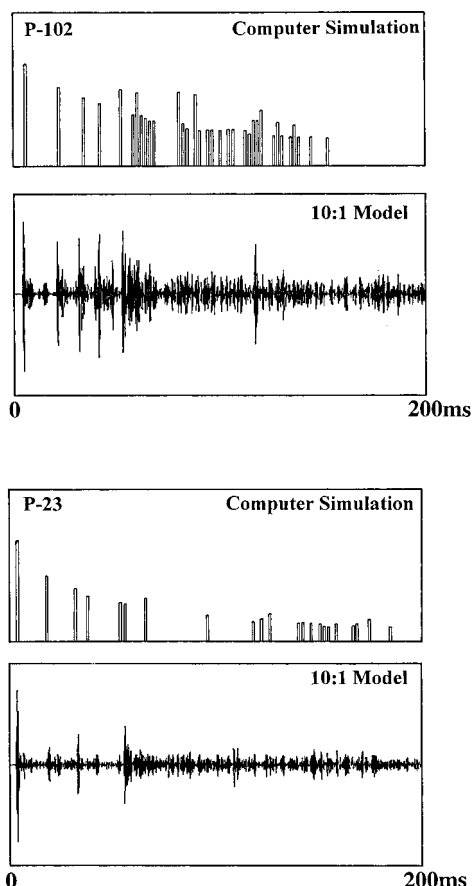 P-102 Computer Simulation
10:1 Model
0 200ms
P-23 Computer Simulation
10:1 Model
0 200ms